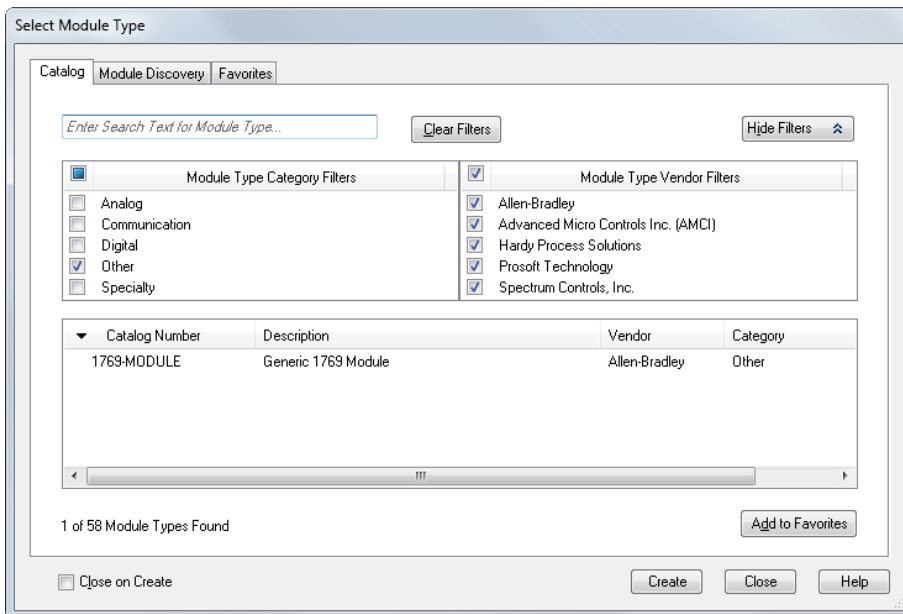 Select Module Type
Catalog Module Discovery Favorites
Enter Search Text for Module Type... Clear Filters Hide Filters
Module Type Category Filters Module Type Vendor Filters
Analog Allen-Bradley
Communication Advanced Micro Controls Inc. (AMCI)
Digital Hardy Process Solutions
Other Prosoft Technology
Specialty Spectrum Controls, Inc.
Catalog Number Description Vendor Category
1769-MODULE Generic 1769 Module Allen-Bradley Other
1 of 58 Module Types Found Add to Favorites
Close on Create Create Close Help